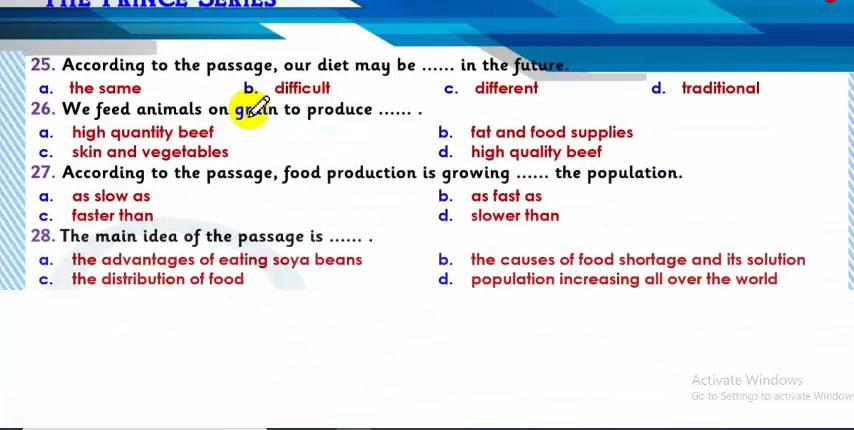 THE PRINCE SERIES
25. According to the passage, our diet may be ...... in the future.
a. the same b. difficult c. different d. traditional
26. We feed animals on grain to produce ...... .
a. high quantity beef b. fat and food supplies
c. skin and vegetables d. high quality beef
27. According to the passage, food production is growing ...... the population.
a. as slow as b. as fast as
c. faster than d. slower than
28. The main idea of the passage is ...... .
a. the advantages of eating soya beans b. the causes of food shortage and its solution
c. the distribution of food d. population increasing all over the world
Activate Windows
Go to Settings to activate Window